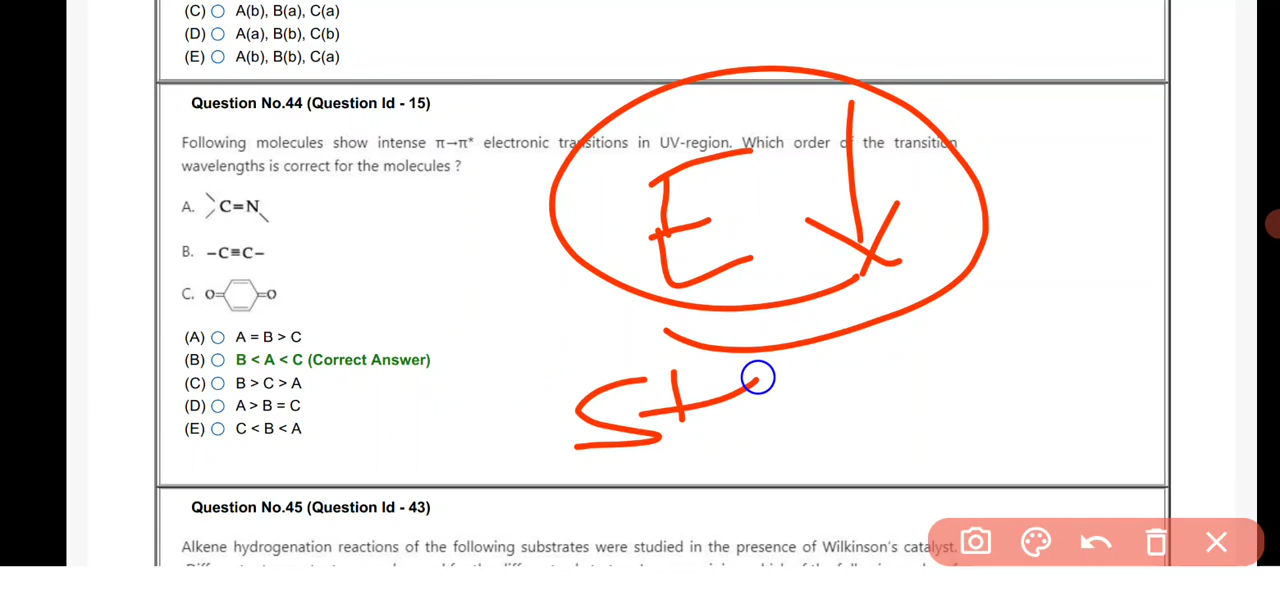 (C) A(b), B(a), C(a)
(D) A(a), B(b), C(b)
(E) A(b), B(b), C(a)
Question No.44 (Question Id - 15)
Following molecules show intense π→π* electronic transitions in UV-region. Which order of the transition
wavelengths is correct for the molecules ?
A. C=N
B. −C≡C−
C. O= =O
(A) A = B > C
(B) B < A < C (Correct Answer)
(C) B > C > A
(D) A > B = C
(E) C < B < A
E
St
Question No.45 (Question Id - 43)
Alkene hydrogenation reactions of the following substrates were studied in the presence of Wilkinson's catalyst.